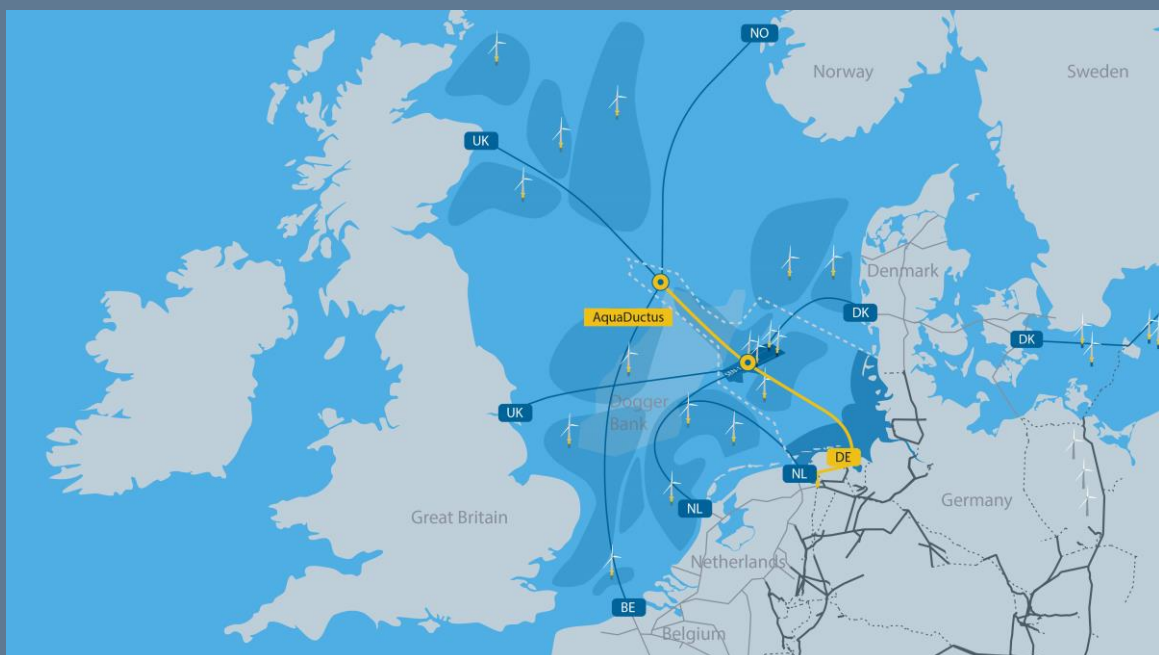 NO
Norway
Sweden
UK
Denmark
AquaDuctus
DK
DK
UK
Dogger
Bank
DE
NL
NL
Germany
Great Britain
Netherlands
BE
Belgium